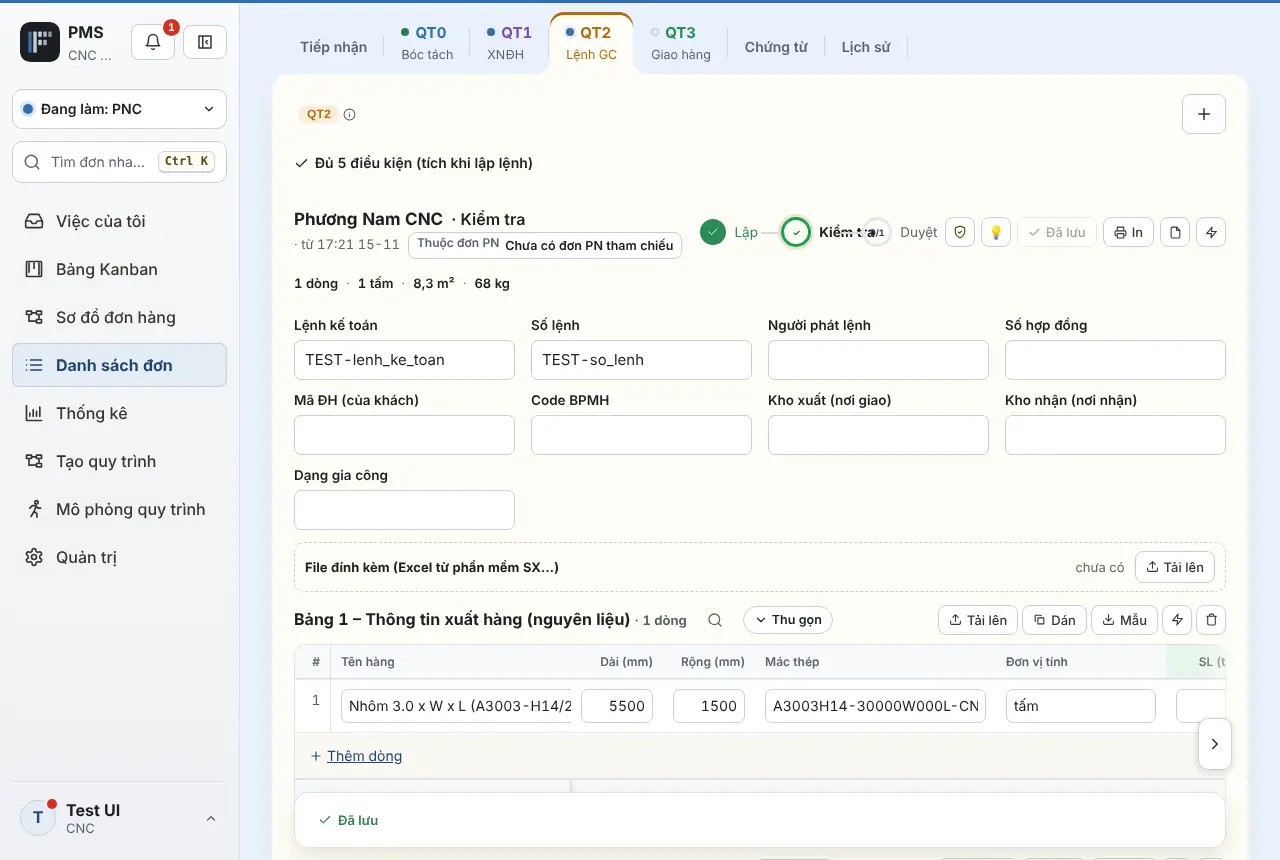 PMS
CNC ...
1
Đang làm: PNC
Tìm đơn nha...
Ctrl K
Việc của tôi
Bảng Kanban
Sơ đồ đơn hàng
Danh sách đơn
Thống kê
Tạo quy trình
Mô phỏng quy trình
Quản trị
T
Test UI
CNC
Tiếp nhận
QT0
Bóc tách
QT1
XNĐH
QT2
Lệnh GC
QT3
Giao hàng
Chứng từ
Lịch sử
QT2
Đủ 5 điều kiện (tích khi lập lệnh)
Phương Nam CNC · Kiểm tra
· từ 17:21 15-11
Thuộc đơn PN
Chưa có đơn PN tham chiếu
Lập
Kiểm tra
Duyệt
Đã lưu
In
1 dòng · 1 tấm · 8,3 m² · 68 kg
Lệnh kế toán
Số lệnh
Người phát lệnh
Số hợp đồng
TEST-lenh_ke_toan
TEST-so_lenh
Mã ĐH (của khách)
Code BPMH
Kho xuất (nơi giao)
Kho nhận (nơi nhận)
Dạng gia công
File đính kèm (Excel từ phần mềm SX...)
chưa có
Tải lên
Bảng 1 – Thông tin xuất hàng (nguyên liệu) · 1 dòng
Thu gọn
Tải lên
Dán
Mẫu
#
Tên hàng
Dài (mm)
Rộng (mm)
Mác thép
Đơn vị tính
SL (t
1
Nhôm 3.0 x W x L (A3003-H14/2
5500
1500
A3003H14-30000W000L-CN
tấm
+ Thêm dòng
Đã lưu